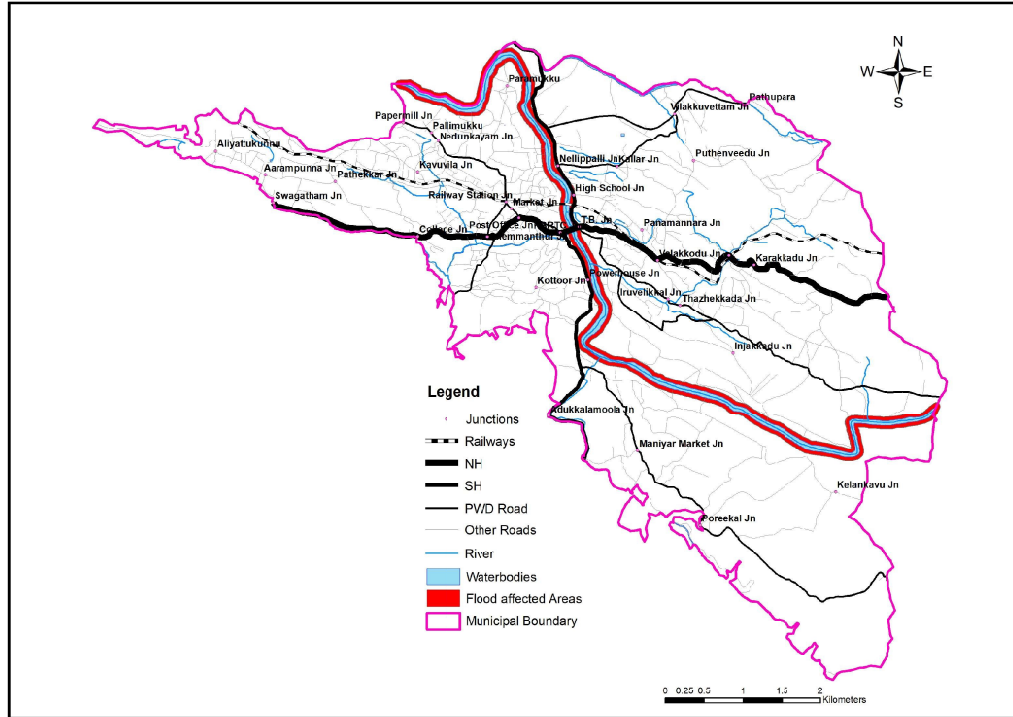 N
W E
S
Paramukku
Pathupara
Vilakkuvettam Jn
Papermill Jn
Palimukku
Nedunkayam Jn
Aliyatukunnu
Puthenveedu Jn
Nellippalli Jn
Kallar Jn
Kavuvila Jn
Aarampunna Jn
Pathekkar Jn
Swagatham Jn
Railway Station Jn
High School Jn
Market Jn
T.B. Jn
Post Office Jn
College Jn
Panamannara Jn
Velakkodu Jn
Karakkadu Jn
Powerhouse Jn
Kottoor Jn
Iruvelikkal Jn
Thazhekkada Jn
Injakkadu Jn
Legend
Junctions
Railways
NH
SH
PWD Road
Other Roads
River
Waterbodies
Flood affected Areas
Municipal Boundary
Adukkalamoola Jn
Maniyar Market Jn
Kelankavu Jn
Poreekal Jn
0 0.25 0.5 1 1.5 2
Kilometers